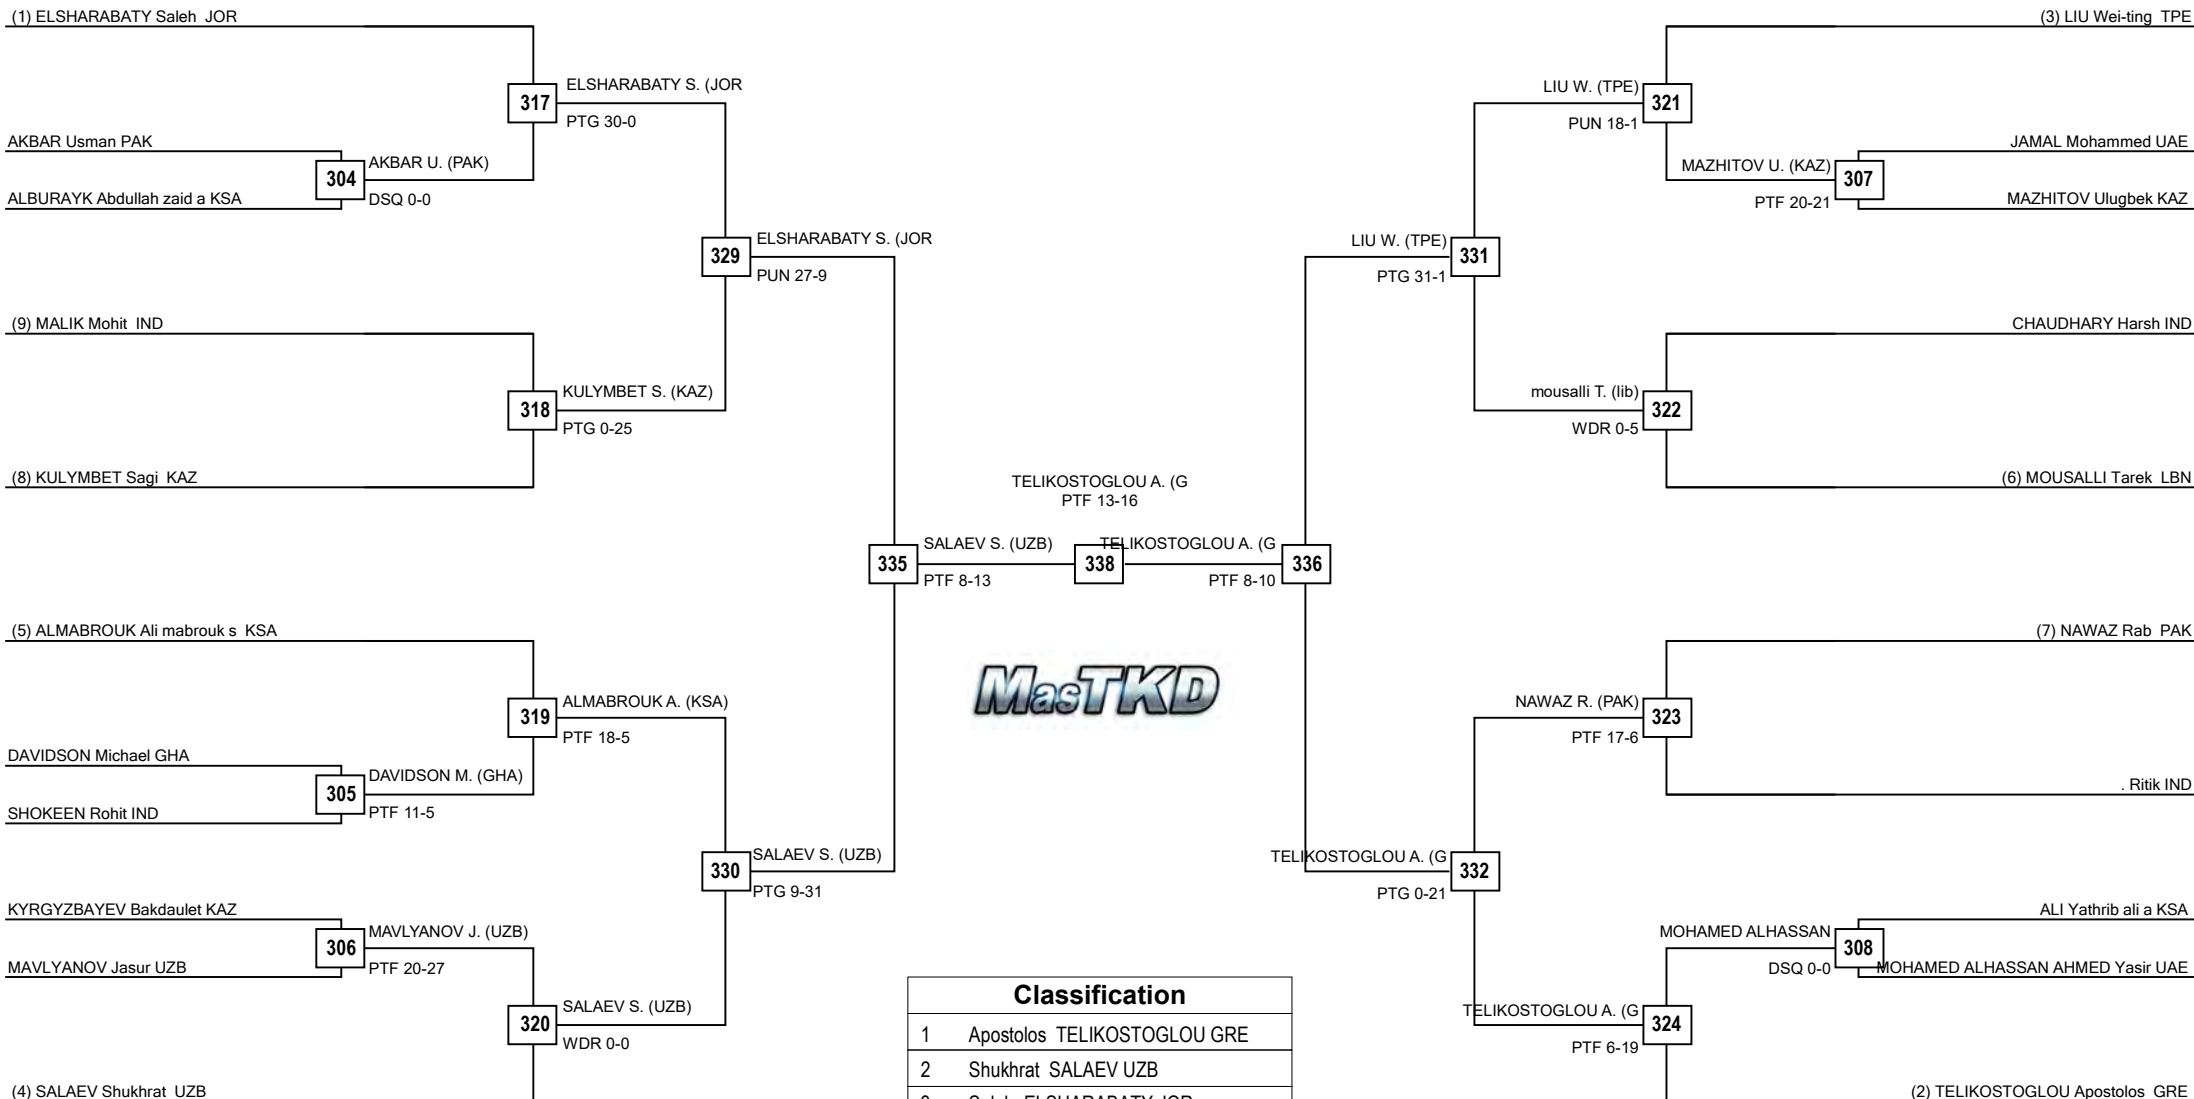 (1) ELSHARABATY Saleh JOR
AKBAR Usman PAK
ALBURAYK Abdullah zaid a KSA
304
AKBAR U. (PAK)
DSQ 0-0
317
ELSHARABATY S. (JOR
PTG 30-0
(9) MALIK Mohit IND
(8) KULYMBET Sagi KAZ
318
KULYMBET S. (KAZ)
PTG 0-25
329
ELSHARABATY S. (JOR
PUN 27-9
(5) ALMABROUK Ali mabrouk s KSA
DAVIDSON Michael GHA
SHOKEEN Rohit IND
305
DAVIDSON M. (GHA)
PTF 11-5
319
ALMABROUK A. (KSA)
PTF 18-5
KYRGYZBAYEV Bakdaulet KAZ
MAVLYANOV Jasur UZB
306
MAVLYANOV J. (UZB)
PTF 20-27
(4) SALAEV Shukhrat UZB
320
SALAEV S. (UZB)
WDR 0-0
330
SALAEV S. (UZB)
PTG 9-31
335
SALAEV S. (UZB)
PTF 8-13
TELIKOSTOGLOU A. (G
PTF 13-16
338
TELIKOSTOGLOU A. (G
PTF 8-10
336
MasTKD
(3) LIU Wei-ting TPE
LIU W. (TPE)
PUN 18-1
321
JAMAL Mohammed UAE
MAZHITOV Ulugbek KAZ
MAZHITOV U. (KAZ)
PTF 20-21
307
LIU W. (TPE)
PTG 31-1
331
CHAUDHARY Harsh IND
(6) MOUSALLI Tarek LBN
mousalli T. (lib)
WDR 0-5
322
(7) NAWAZ Rab PAK
. Ritik IND
NAWAZ R. (PAK)
PTF 17-6
323
TELIKOSTOGLOU A. (G
PTG 0-21
332
ALI Yathrib ali a KSA
MOHAMED ALHASSAN AHMED Yasir UAE
MOHAMED ALHASSAN
DSQ 0-0
308
TELIKOSTOGLOU A. (G
PTF 6-19
324
(2) TELIKOSTOGLOU Apostolos GRE
Classification
1 Apostolos TELIKOSTOGLOU GRE
2 Shukhrat SALAEV UZB